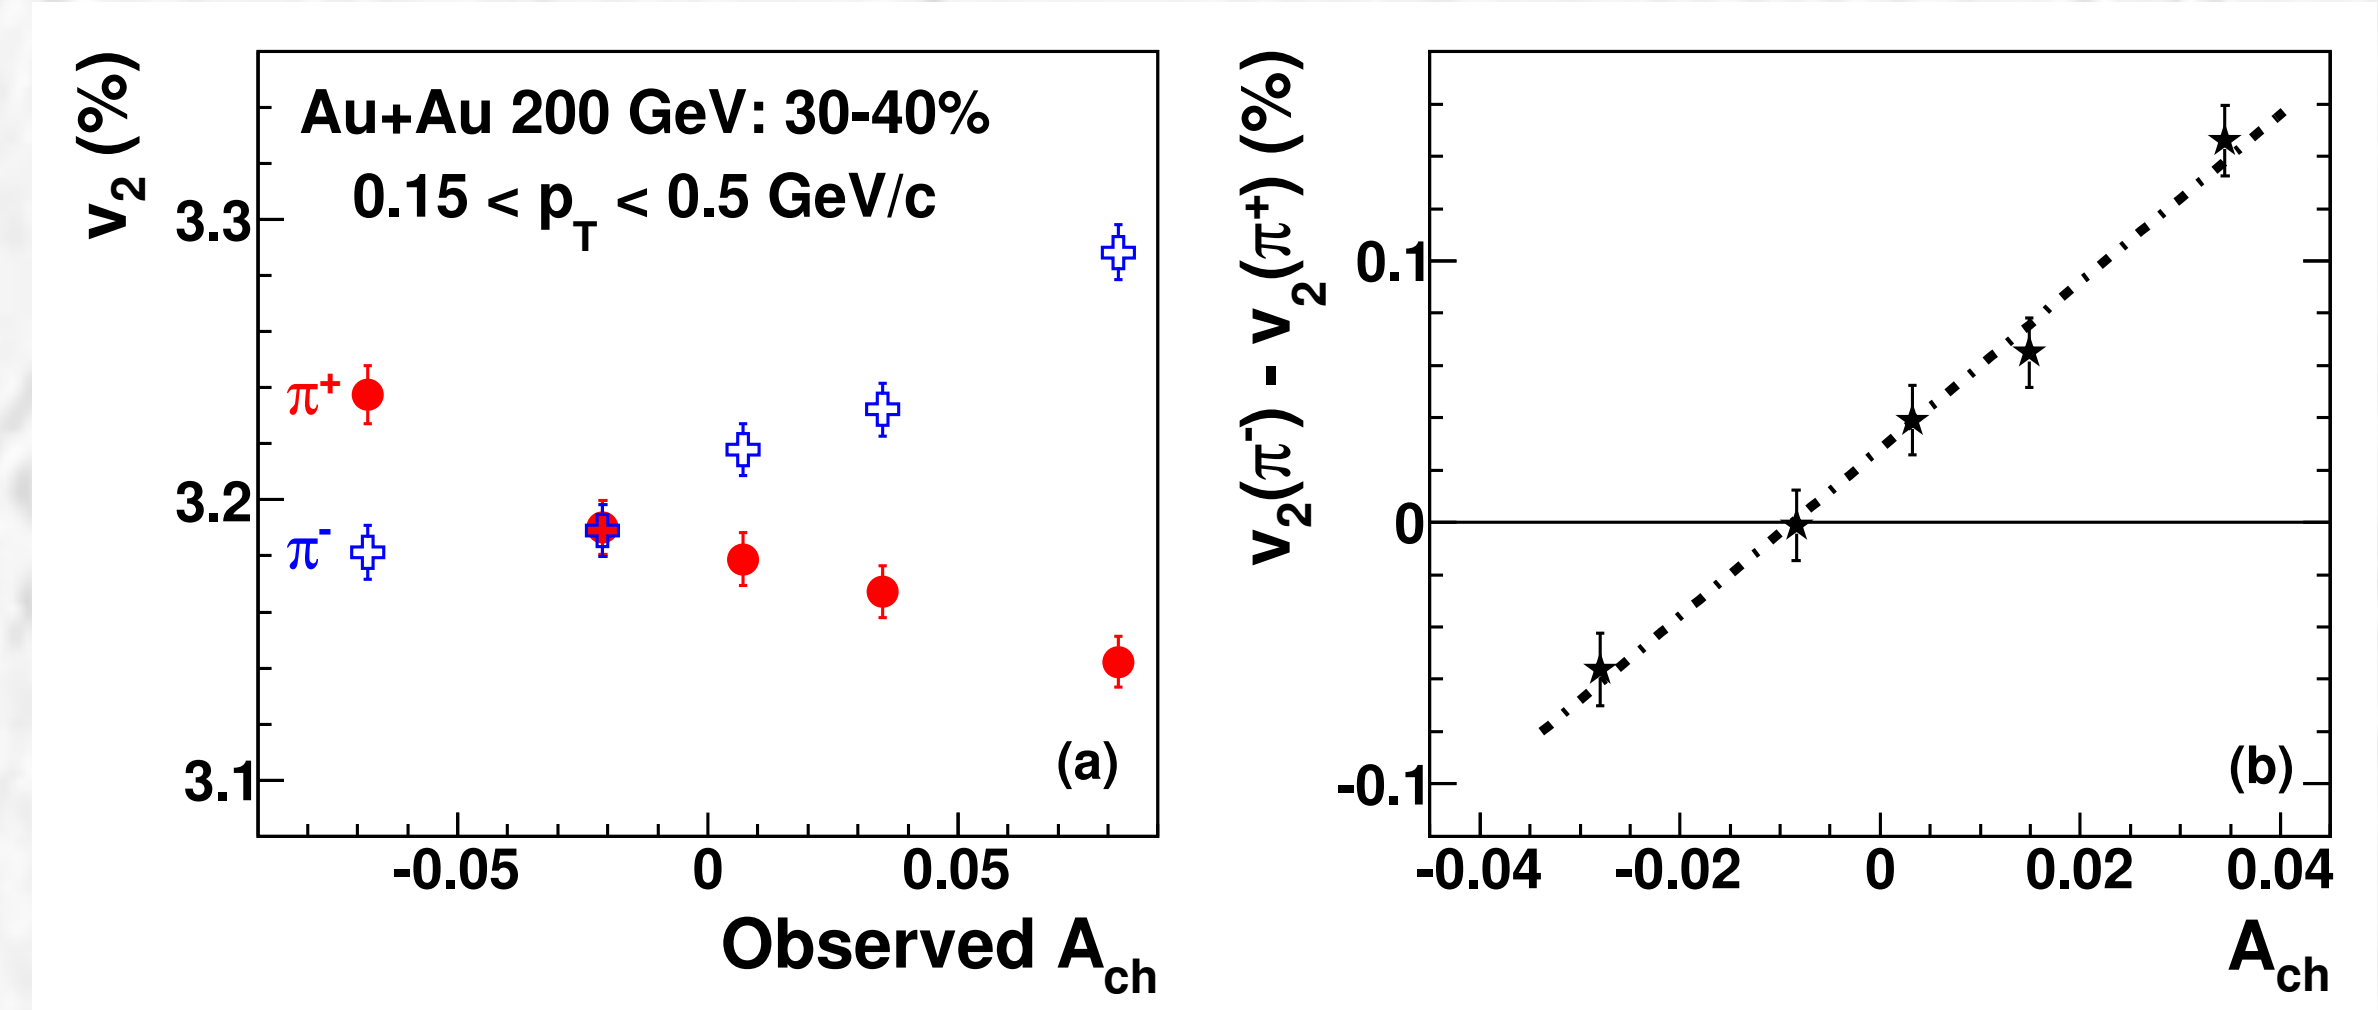 v2 (%)
Au+Au 200 GeV: 30-40%
0.15 < pT < 0.5 GeV/c
3.3
3.2
3.1
π+
π-
(a)
-0.05 0 0.05
Observed Ach
v2(π-) - v2(π+) (%)
0.1
0
-0.1
(b)
-0.04 -0.02 0 0.02 0.04
Ach